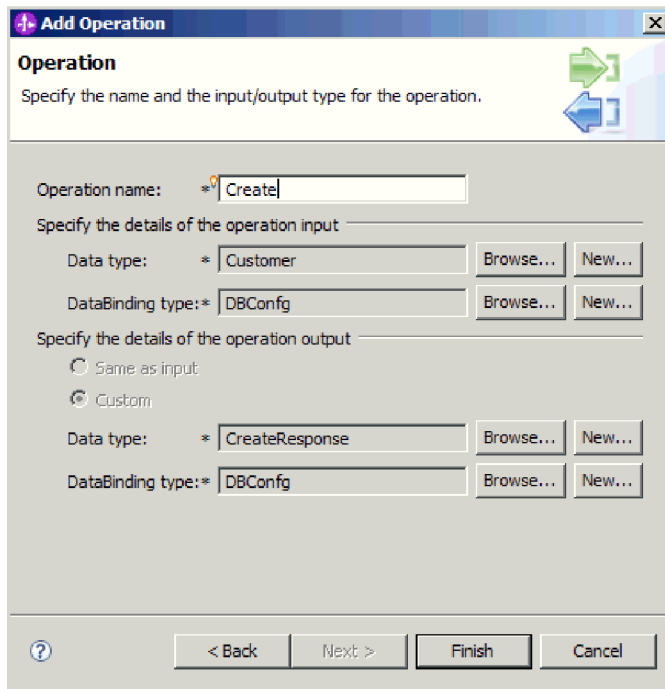 Add Operation
Operation
Specify the name and the input/output type for the operation.
Operation name: * Create
Specify the details of the operation input
Data type: * Customer Browse... New...
DataBinding type:* DBConfg Browse... New...
Specify the details of the operation output
Same as input
Custom
Data type: * CreateResponse Browse... New...
DataBinding type:* DBConfg Browse... New...
? < Back Next > Finish Cancel